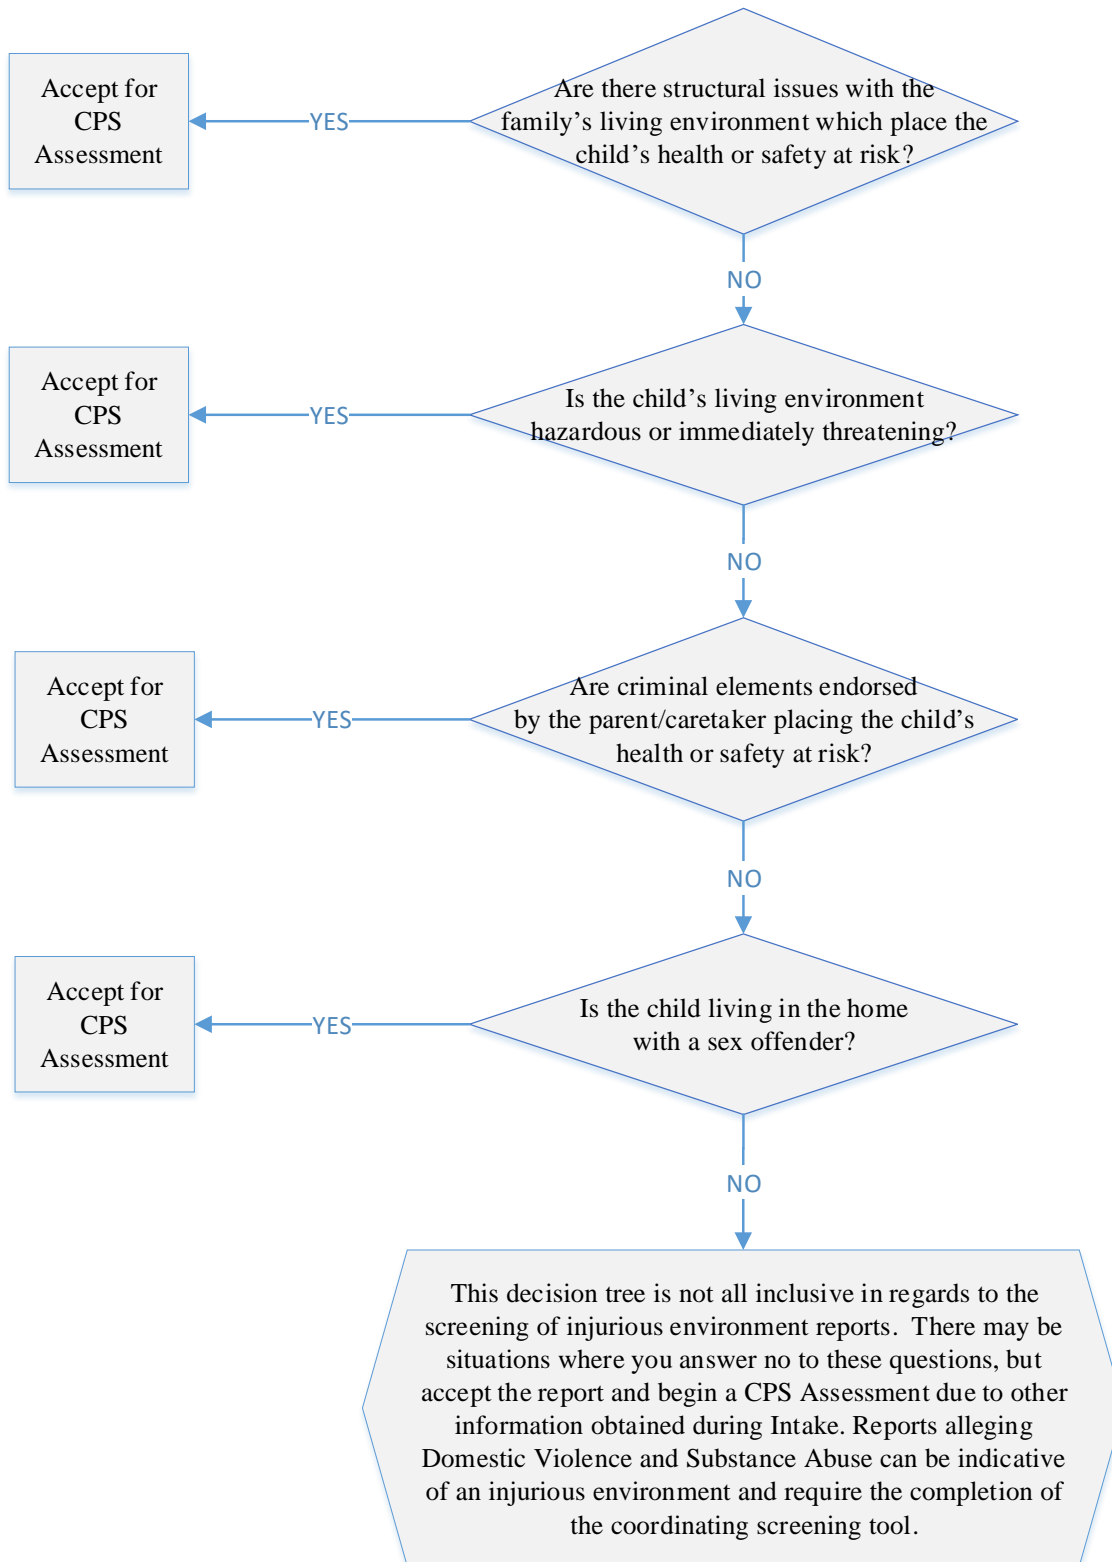 Are there structural issues with the
family’s living environment which place the
child’s health or safety at risk?
YES
Accept for
CPS
Assessment
NO
Is the child’s living environment
hazardous or immediately threatening?
YES
Accept for
CPS
Assessment
NO
Are criminal elements endorsed
by the parent/caretaker placing the child’s
health or safety at risk?
YES
Accept for
CPS
Assessment
NO
Is the child living in the home
with a sex offender?
YES
Accept for
CPS
Assessment
NO
This decision tree is not all inclusive in regards to the
screening of injurious environment reports.  There may be
situations where you answer no to these questions, but
accept the report and begin a CPS Assessment due to other
information obtained during Intake. Reports alleging
Domestic Violence and Substance Abuse can be indicative
of an injurious environment and require the completion of
the coordinating screening tool.